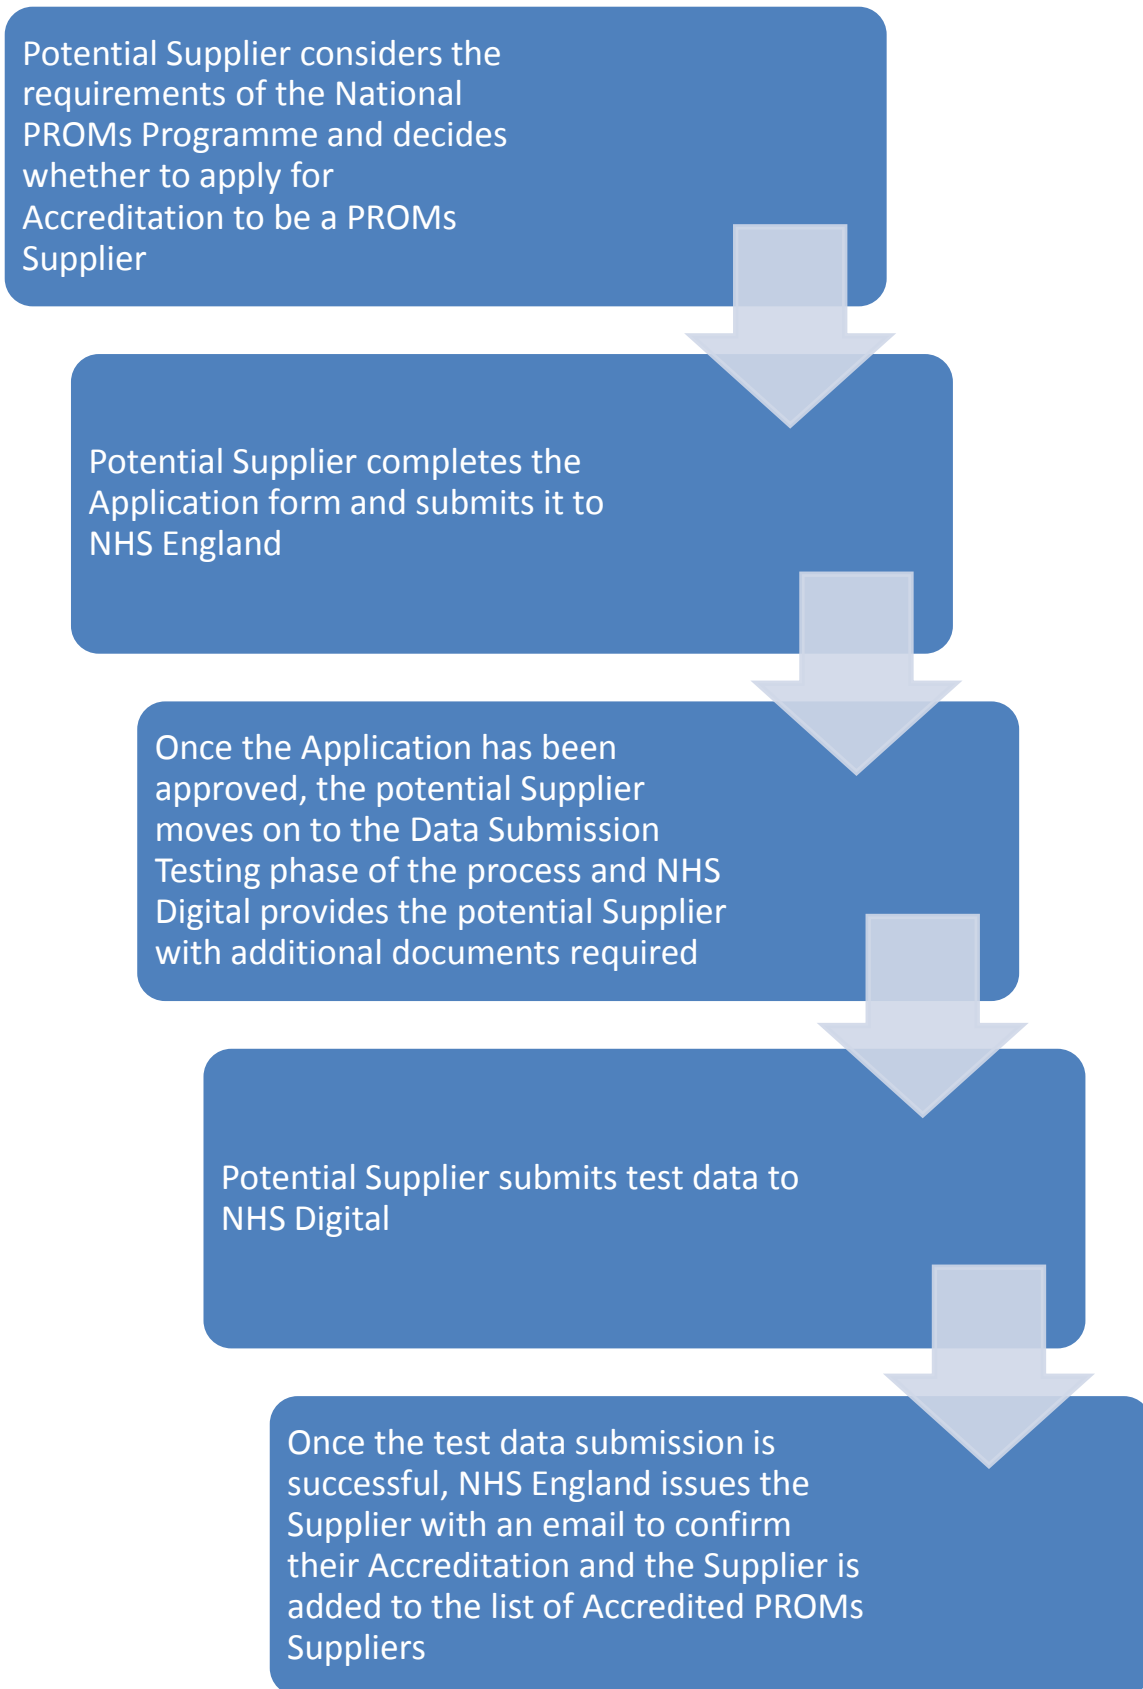 Potential Supplier considers the
requirements of the National
PROMs Programme and decides
whether to apply for
Accreditation to be a PROMs
Supplier
Potential Supplier completes the
Application form and submits it to
NHS England
Once the Application has been
approved, the potential Supplier
moves on to the Data Submission
Testing phase of the process and NHS
Digital provides the potential Supplier
with additional documents required
Potential Supplier submits test data to
NHS Digital
Once the test data submission is
successful, NHS England issues the
Supplier with an email to confirm
their Accreditation and the Supplier is
added to the list of Accredited PROMs
Suppliers